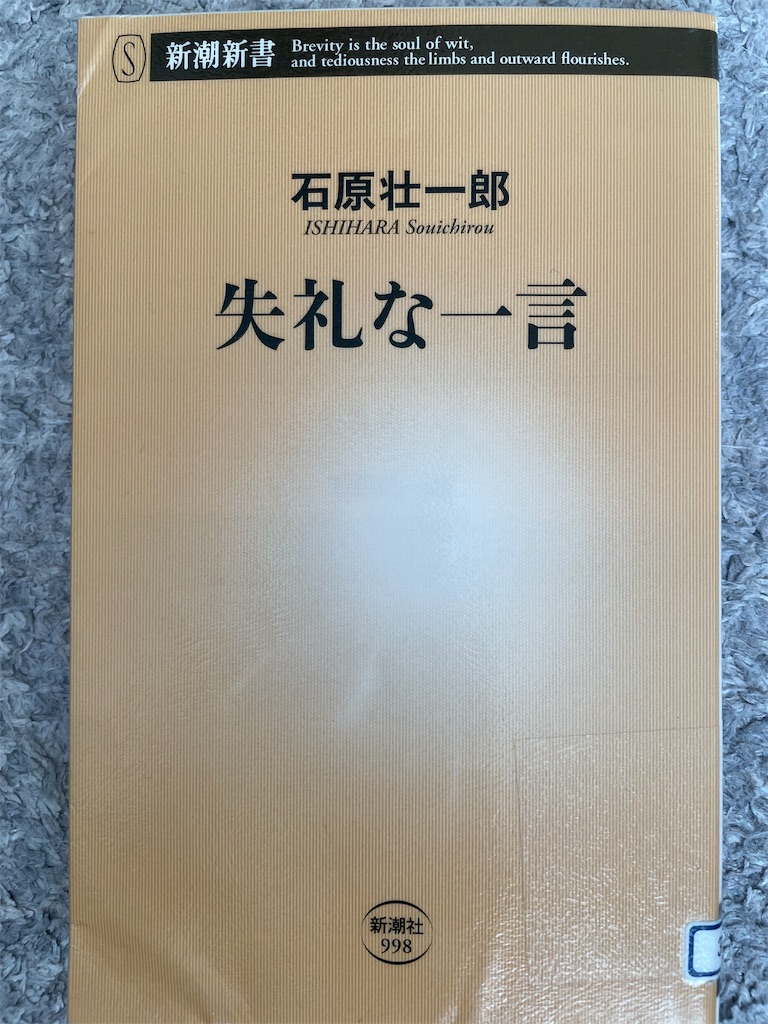 S
新潮新書
Brevity is the soul of wit,
and tediousness the limbs and outward flourishes.
石原壮一郎
ISHIHARA Souichirou
失礼な一言
新潮社
998